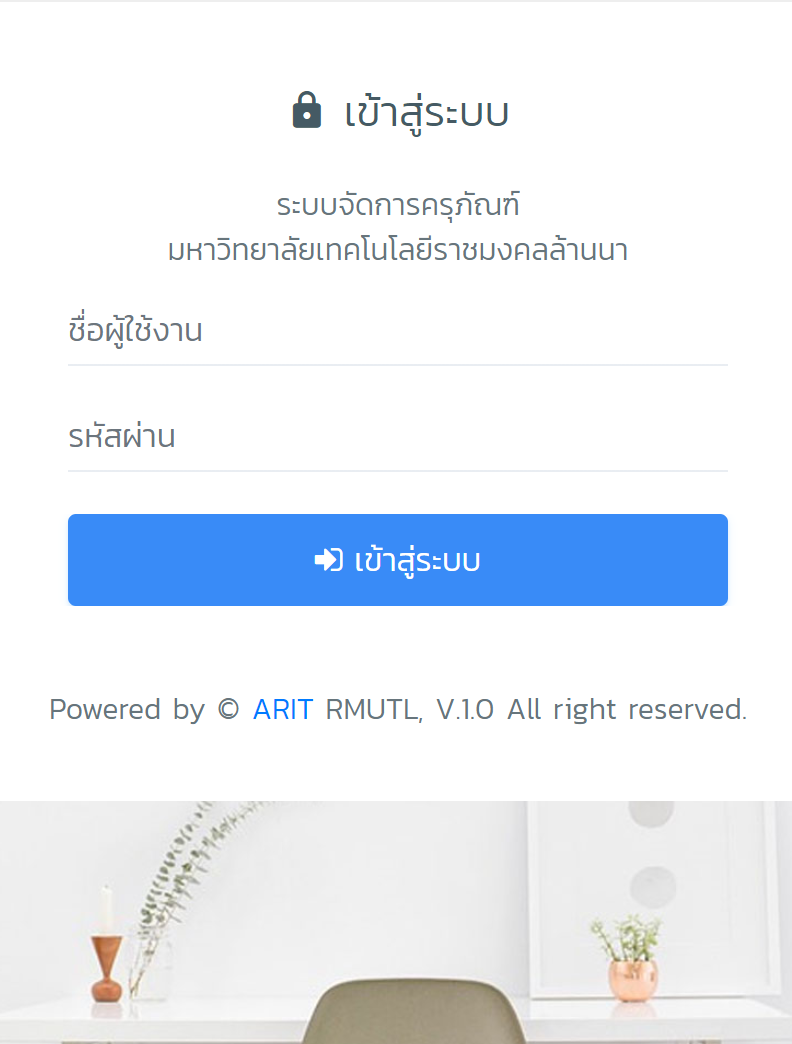 เข้าสู่ระบบ
ระบบจัดการครุภัณฑ์
มหาวิทยาลัยเทคโนโลยีราชมงคลล้านนา
ชื่อผู้ใช้งาน
รหัสผ่าน
เข้าสู่ระบบ
Powered by © ARIT RMUTL, V.1.0 All right reserved.